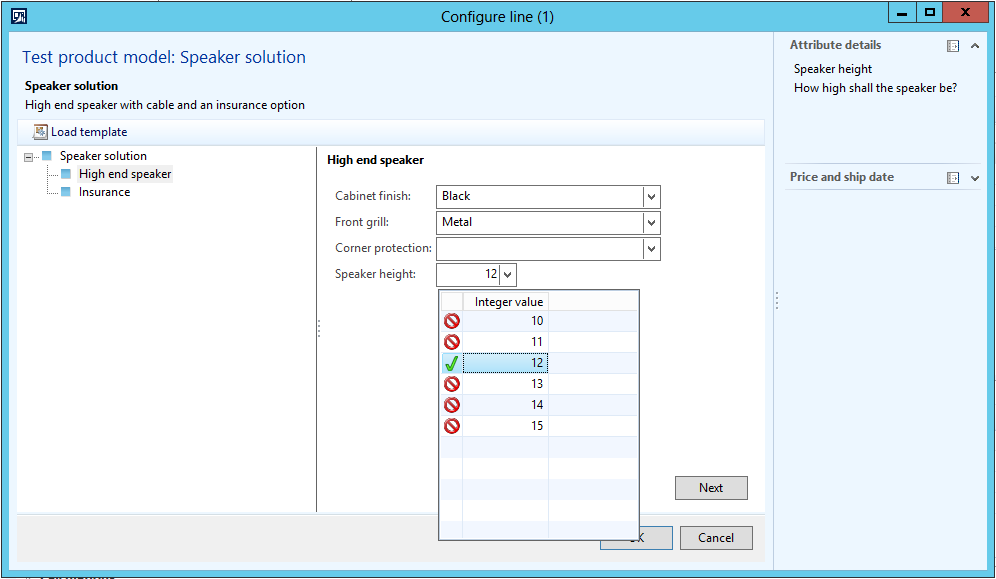 Configure line (1)
Test product model: Speaker solution
Speaker solution
High end speaker with cable and an insurance option
Load template
Speaker solution
High end speaker
Insurance
High end speaker
Cabinet finish: Black
Front grill: Metal
Corner protection:
Speaker height: 12
Integer value
10
11
12
13
14
15
Next
Cancel
Attribute details
Speaker height
How high shall the speaker be?
Price and ship date